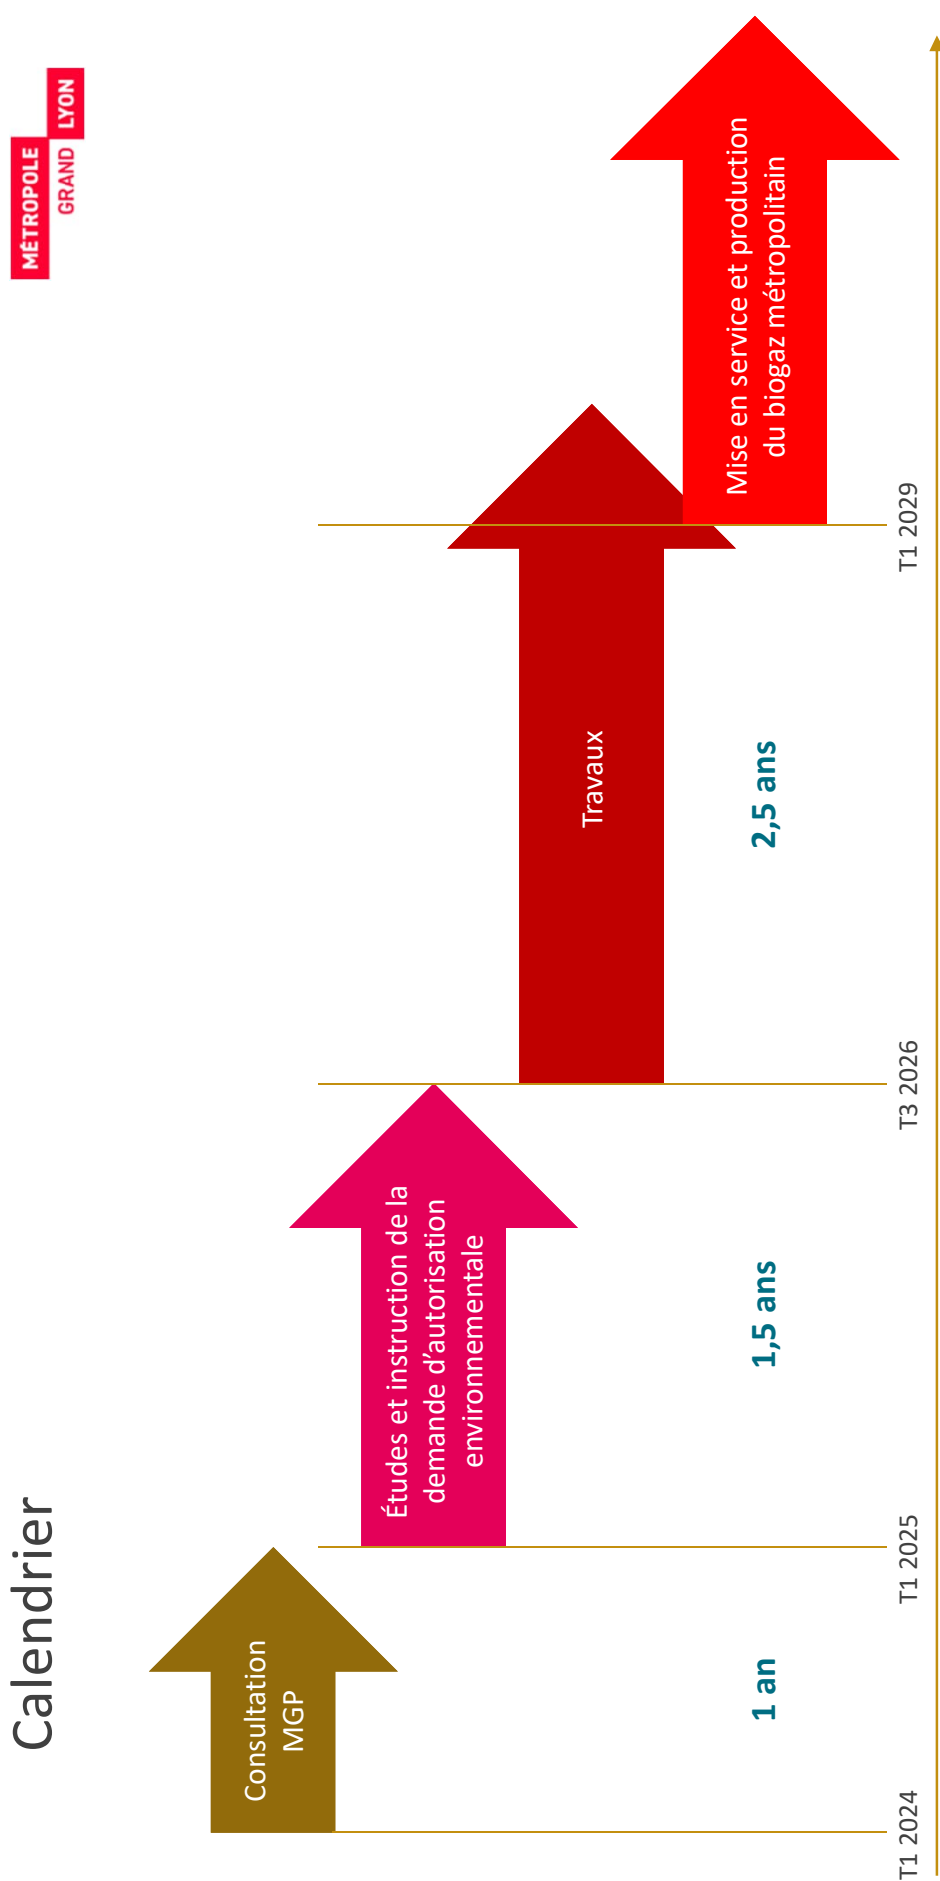 Calendrier
MÉTROPOLE
GRAND LYON
Consultation
MGP
Études et instruction de la
demande d’autorisation
environnementale
Travaux
Mise en service et production
du biogaz métropolitain
1 an
1,5 ans
2,5 ans
T1 2024
T1 2025
T3 2026
T1 2029